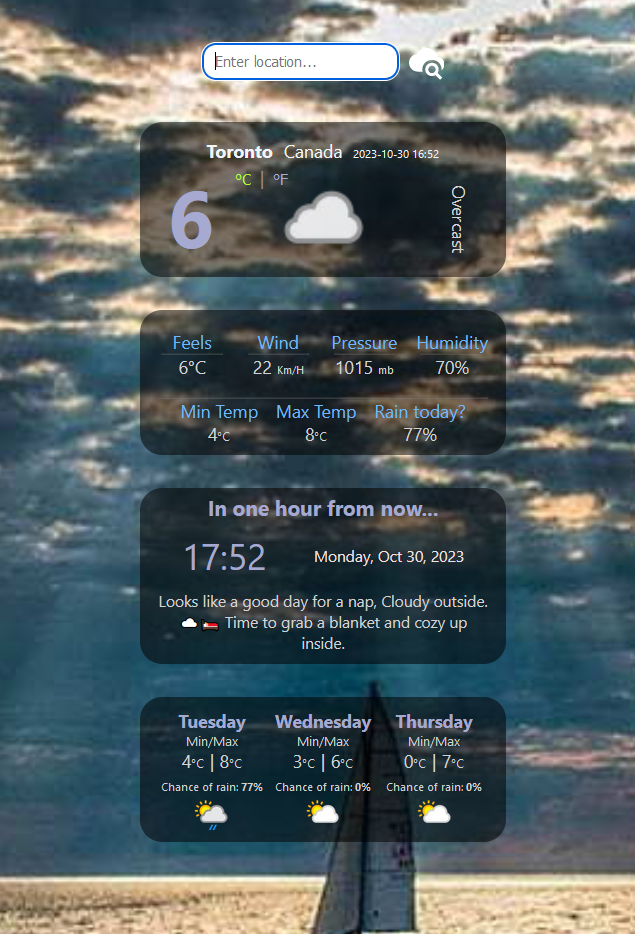 Enter location...
Toronto Canada 2023-10-30 16:52
ºC | ºF
6
Overcast
Feels Wind Pressure Humidity
6°C 22 Km/H 1015 mb 70%
Min Temp Max Temp Rain today?
4°C 8°C 77%
In one hour from now...
17:52 Monday, Oct 30, 2023
Looks like a good day for a nap, Cloudy outside.
☁️🛌 Time to grab a blanket and cozy up
inside.
Tuesday Wednesday Thursday
Min/Max Min/Max Min/Max
4°C | 8°C 3°C | 6°C 0°C | 7°C
Chance of rain: 77% Chance of rain: 0% Chance of rain: 0%